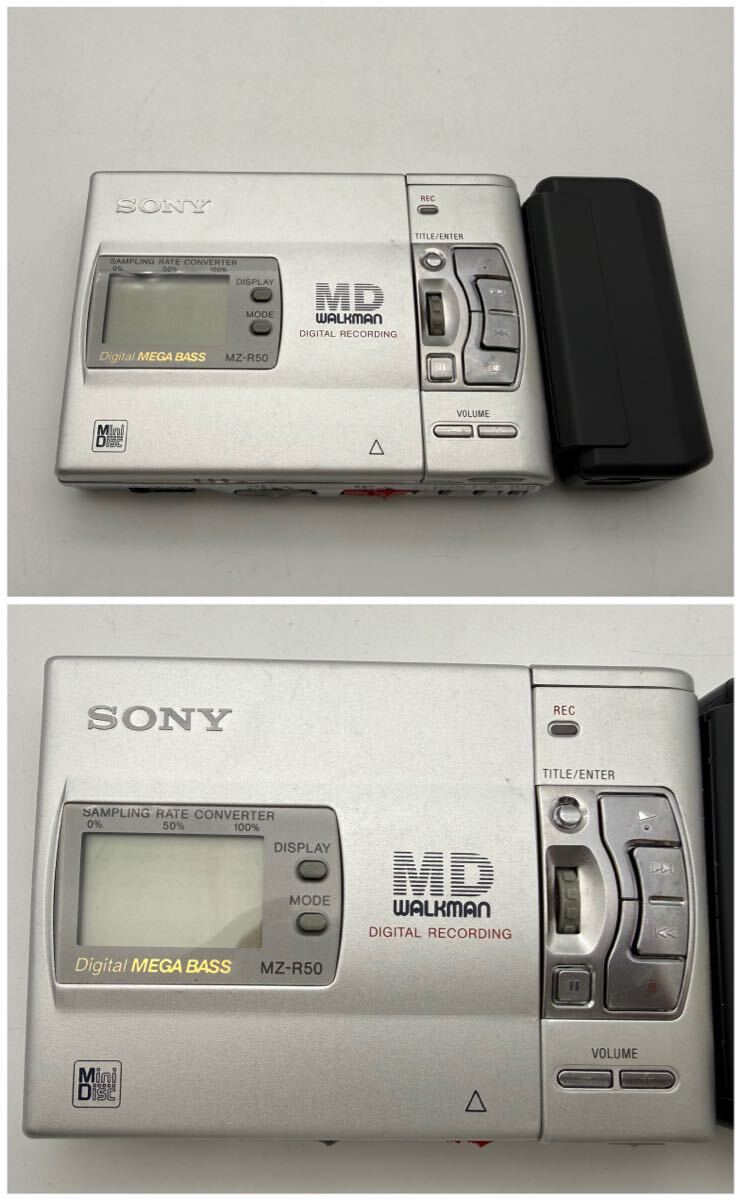 SONY
REC
TITLE/ENTER
SAMPLING RATE CONVERTER
0% 50% 100%
DISPLAY
MODE
MD
WALKMAN
DIGITAL RECORDING
Digital MEGA BASS MZ-R50
VOLUME
Mini
Disc
SONY
REC
TITLE/ENTER
SAMPLING RATE CONVERTER
0% 50% 100%
DISPLAY
MODE
MD
WALKMAN
DIGITAL RECORDING
Digital MEGA BASS MZ-R50
VOLUME
Mini
Disc